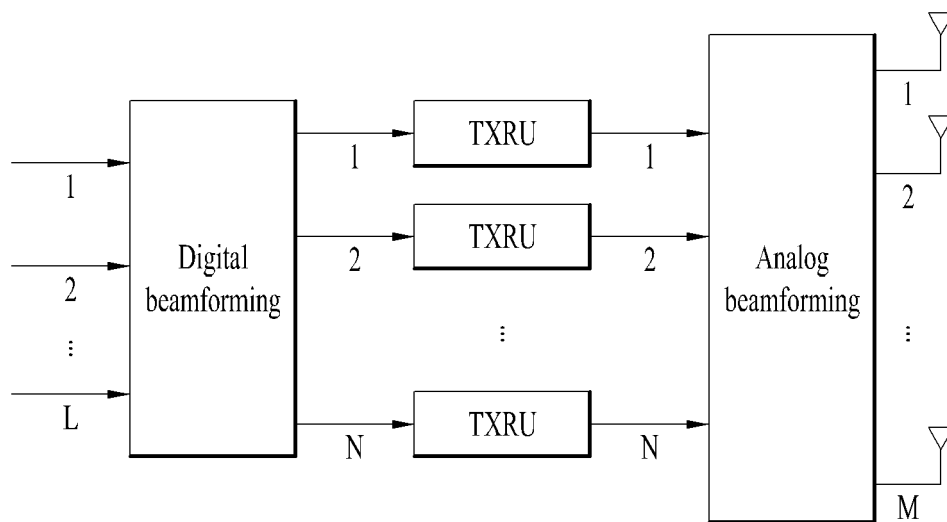 1
2
⋮
L
Digital
beamforming
1
2
N
TXRU
TXRU
⋮
TXRU
1
2
N
Analog
beamforming
1
2
⋮
M